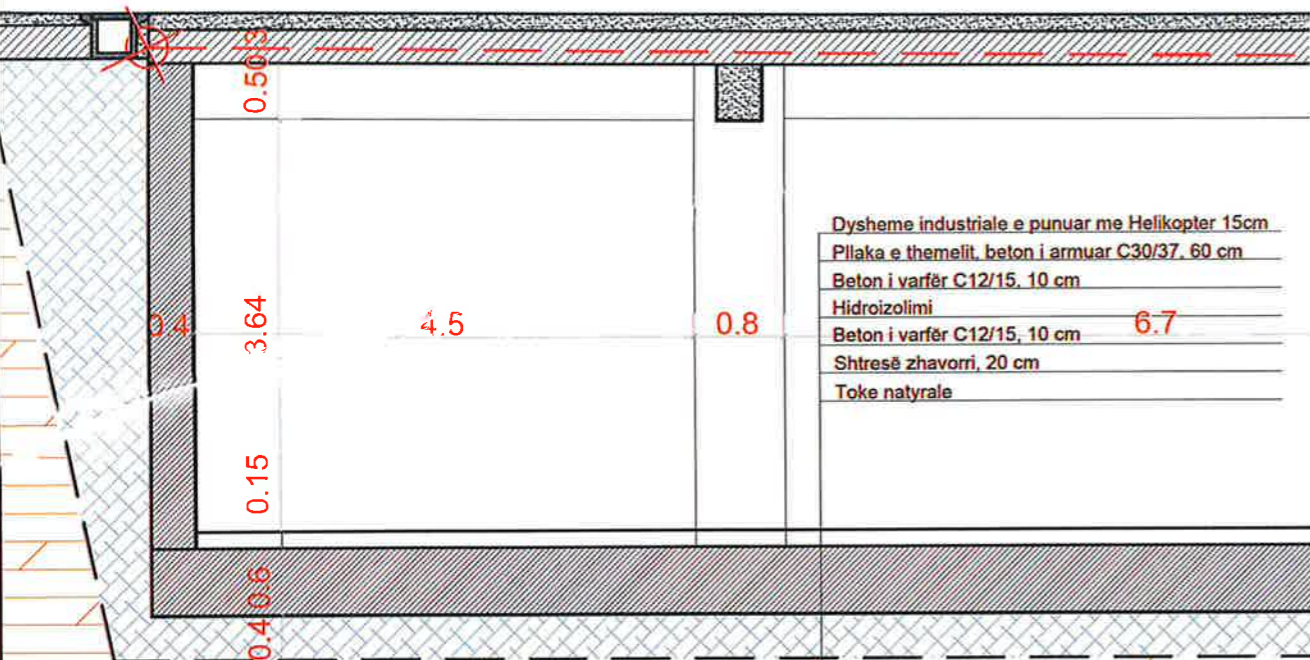 0.3
0.5
Dysheme industriale e punuar me Helikopter 15cm
Pllaka e themelit, beton i armuar C30/37, 60 cm
Beton i varfër C12/15, 10 cm
Hidroizolimi
Beton i varfër C12/15, 10 cm
Shtresë zhavorri, 20 cm
Toke natyrale
0.4
3.64
4.5
0.8
6.7
0.15
0.6
0.4